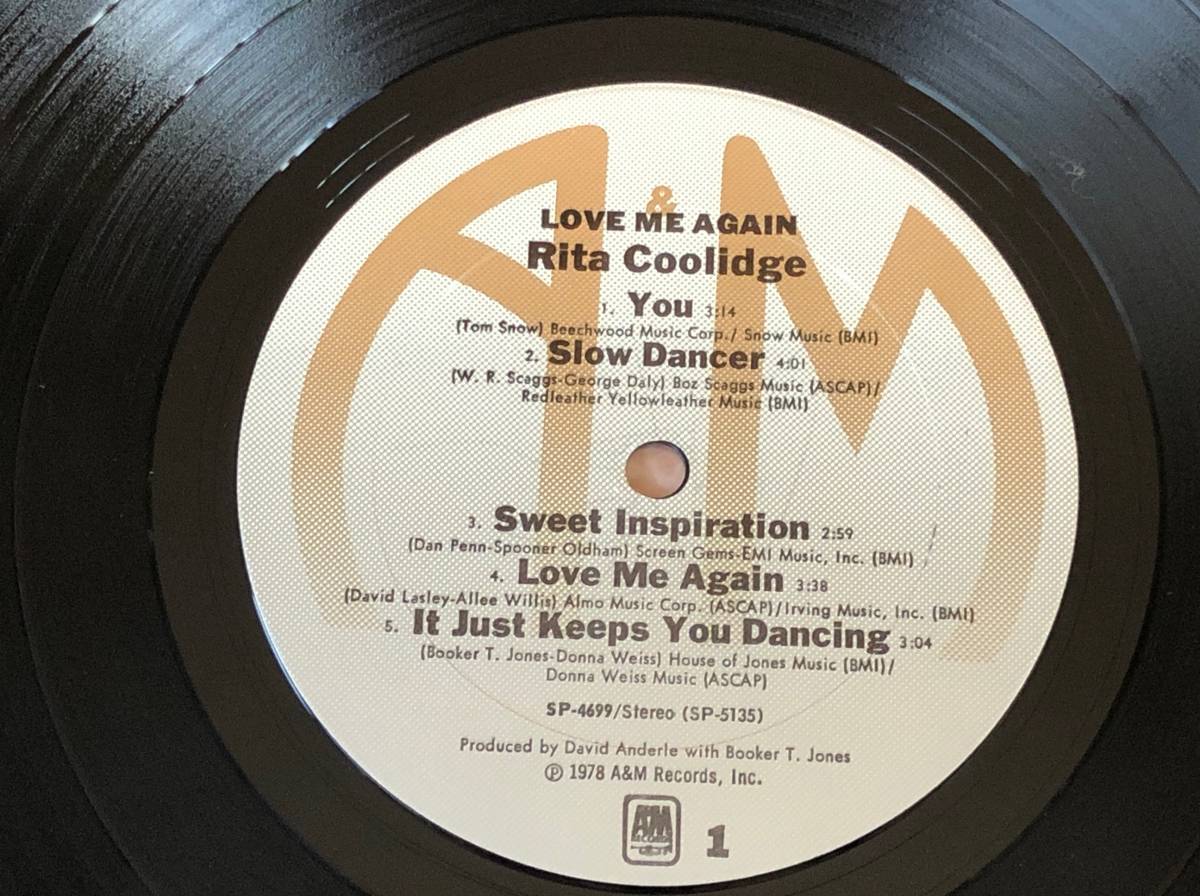 A&M
LOVE ME AGAIN
Rita Coolidge
1. You 3:14
(Tom Snow) Beechwood Music Corp./ Snow Music (BMI)
2. Slow Dancer 4:01
(W. R. Scaggs-George Daly) Boz Scaggs Music (ASCAP)/
Redleather Yellowleather Music (BMI)
3. Sweet Inspiration 2:59
(Dan Penn-Spooner Oldham) Screen Gems-EMI Music, Inc. (BMI)
4. Love Me Again 3:38
(David Lasley-Allee Willis) Almo Music Corp. (ASCAP)/Irving Music, Inc. (BMI)
5. It Just Keeps You Dancing 3:04
(Booker T. Jones-Donna Weiss) House of Jones Music (BMI)/
Donna Weiss Music (ASCAP)
SP-4699/Stereo (SP-5135)
Produced by David Anderle with Booker T. Jones
℗ 1978 A&M Records, Inc.
A&M
RECORDS
1